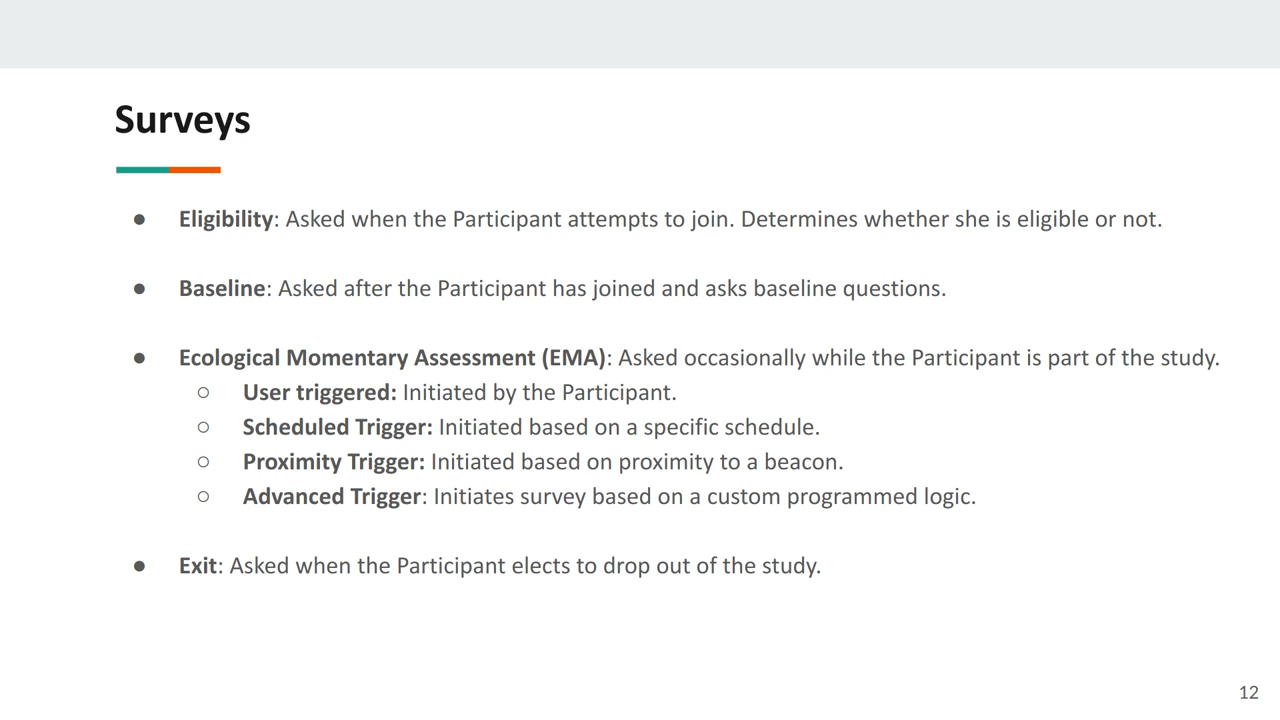 Surveys
● Eligibility: Asked when the Participant attempts to join. Determines whether she is eligible or not.
● Baseline: Asked after the Participant has joined and asks baseline questions.
● Ecological Momentary Assessment (EMA): Asked occasionally while the Participant is part of the study.
○ User triggered: Initiated by the Participant.
○ Scheduled Trigger: Initiated based on a specific schedule.
○ Proximity Trigger: Initiated based on proximity to a beacon.
○ Advanced Trigger: Initiates survey based on a custom programmed logic.
● Exit: Asked when the Participant elects to drop out of the study.
12